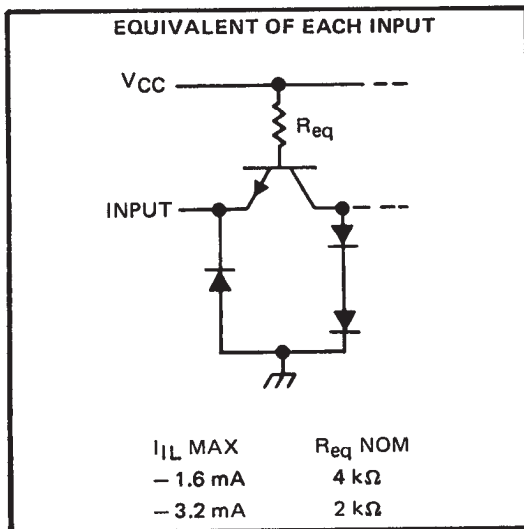 EQUIVALENT OF EACH INPUT
VCC
Req
INPUT
IIL MAX Req NOM
– 1.6 mA 4 kΩ
– 3.2 mA 2 kΩ